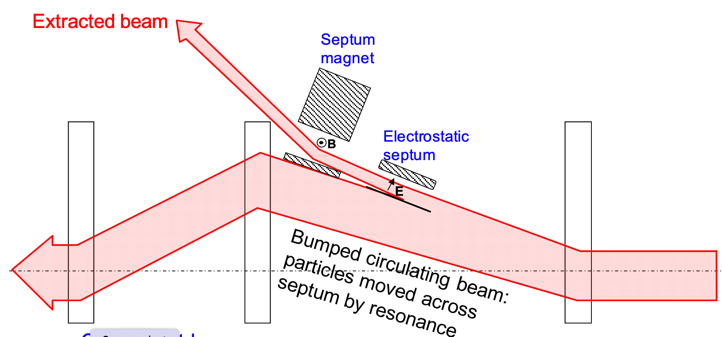 Extracted beam
Septum
magnet
B
Electrostatic
septum
E
Bumped circulating beam:
particles moved across
septum by resonance